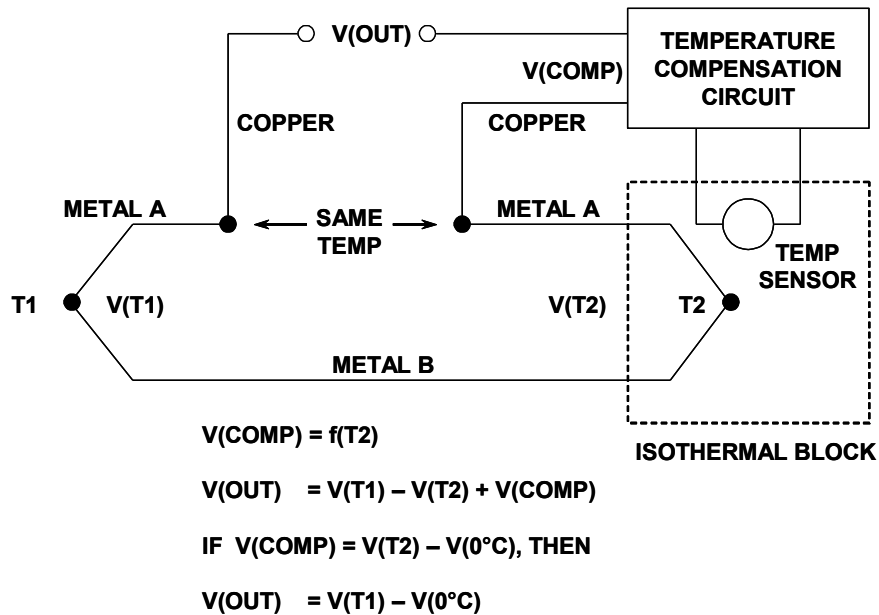 V(OUT)
TEMPERATURE
COMPENSATION
CIRCUIT
V(COMP)
COPPER
COPPER
METAL A
SAME
TEMP
METAL A
TEMP
SENSOR
T1
V(T1)
V(T2)
T2
METAL B
ISOTHERMAL BLOCK
V(COMP) = f(T2)
V(OUT) = V(T1) – V(T2) + V(COMP)
IF V(COMP) = V(T2) – V(0°C), THEN
V(OUT) = V(T1) – V(0°C)